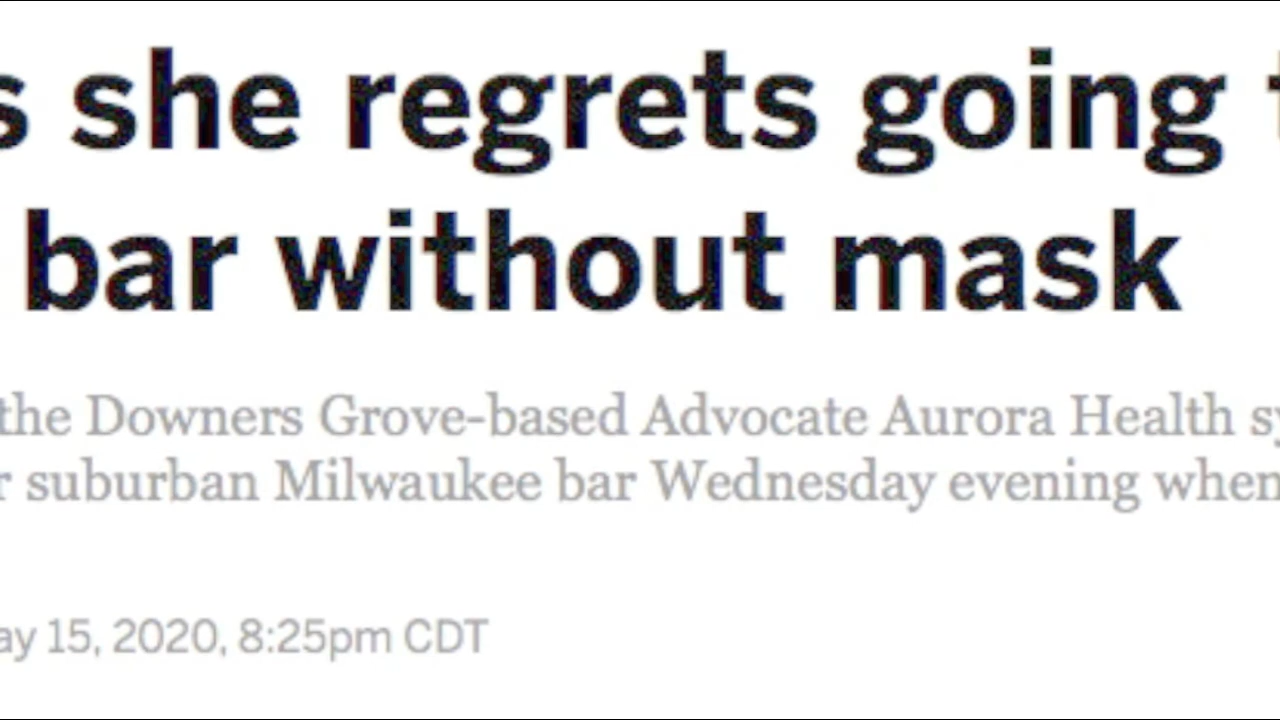 s she regrets going
bar without mask
the Downers Grove-based Advocate Aurora Health sy
r suburban Milwaukee bar Wednesday evening when
ay 15, 2020, 8:25pm CDT